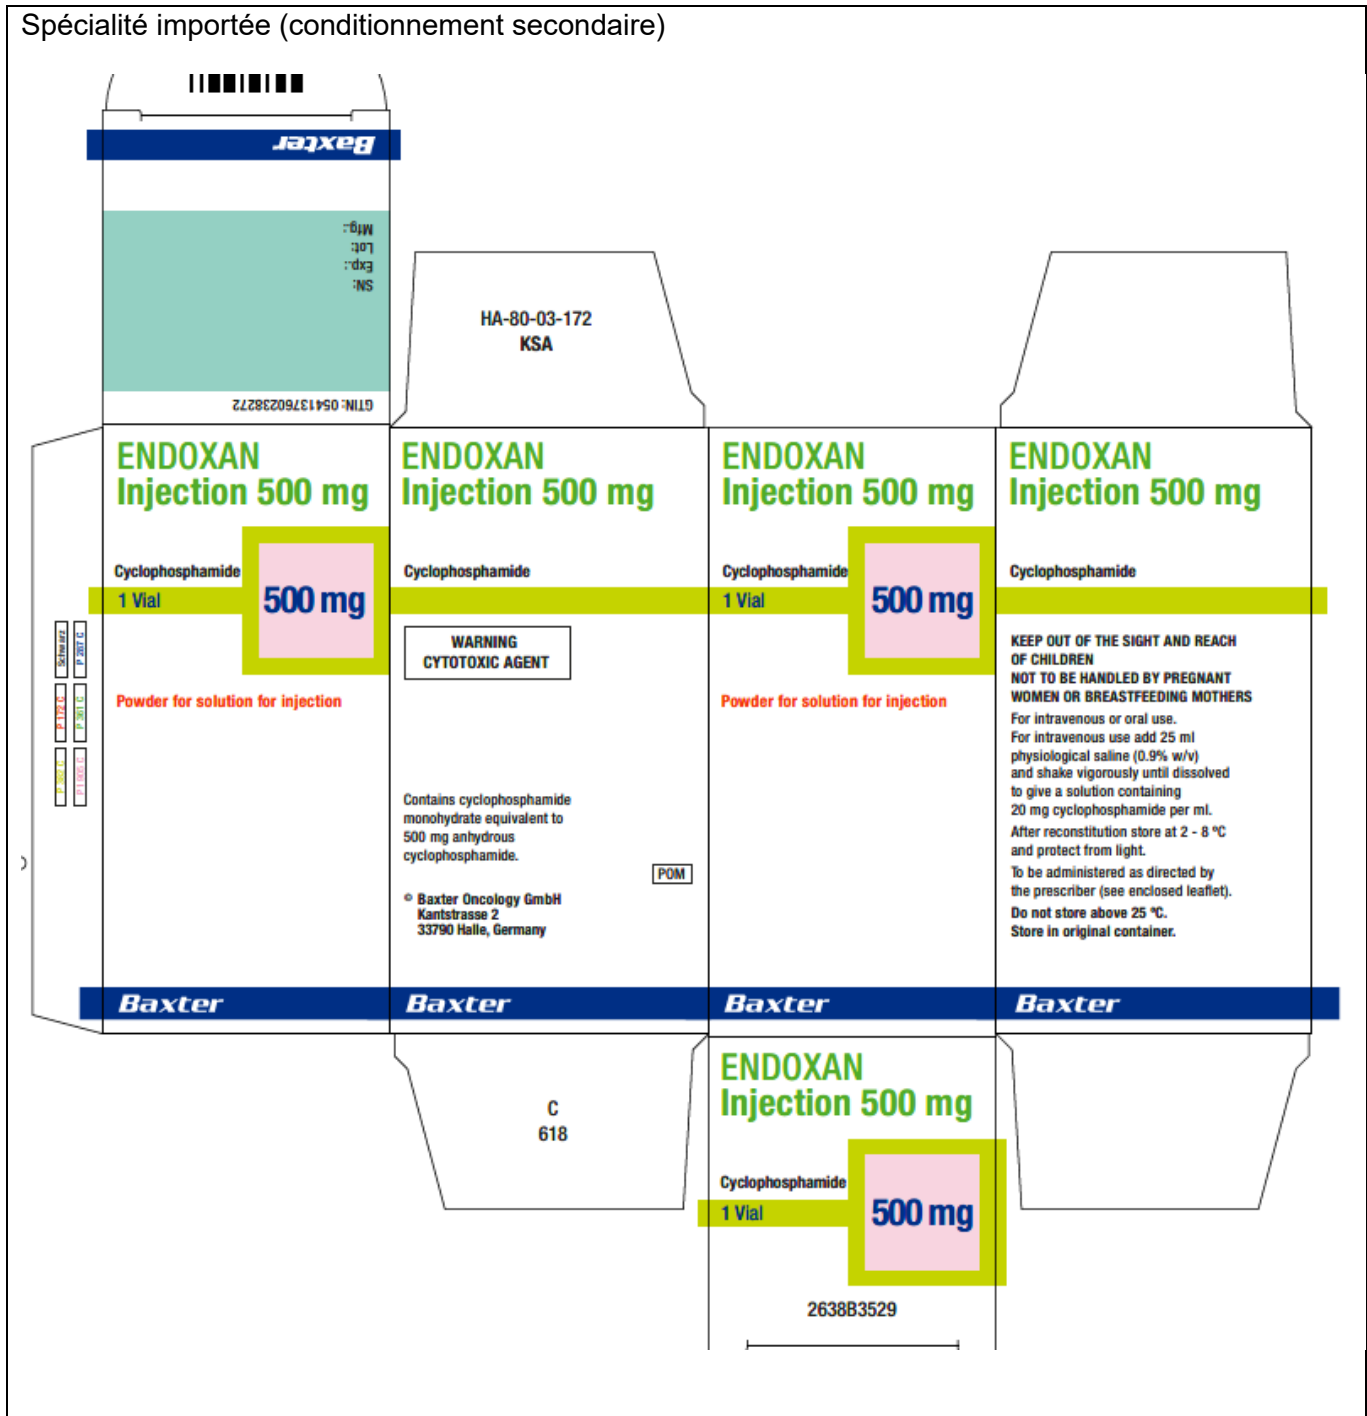 Spécialité importée (conditionnement secondaire)
Baxter
Mfg.:
Lot:
Exp.:
SN:
GTIN: 05413760238272
HA-80-03-172
KSA
ENDOXAN
Injection 500 mg
Cyclophosphamide
1 Vial
500 mg
Powder for solution for injection
Baxter
ENDOXAN
Injection 500 mg
Cyclophosphamide
WARNING
CYTOTOXIC AGENT
Contains cyclophosphamide
monohydrate equivalent to
500 mg anhydrous
cyclophosphamide.
POM
© Baxter Oncology GmbH
Kantstrasse 2
33790 Halle, Germany
Baxter
ENDOXAN
Injection 500 mg
Cyclophosphamide
1 Vial
500 mg
Powder for solution for injection
Baxter
ENDOXAN
Injection 500 mg
Cyclophosphamide
KEEP OUT OF THE SIGHT AND REACH
OF CHILDREN
NOT TO BE HANDLED BY PREGNANT
WOMEN OR BREASTFEEDING MOTHERS
For intravenous or oral use.
For intravenous use add 25 ml
physiological saline (0.9% w/v)
and shake vigorously until dissolved
to give a solution containing
20 mg cyclophosphamide per ml.
After reconstitution store at 2 - 8 ºC
and protect from light.
To be administered as directed by
the prescriber (see enclosed leaflet).
Do not store above 25 ºC.
Store in original container.
Baxter
Schwarz
P 287 C
P 172 C
P 361 C
P 382 C
C
618
ENDOXAN
Injection 500 mg
Cyclophosphamide
1 Vial
500 mg
2638B3529